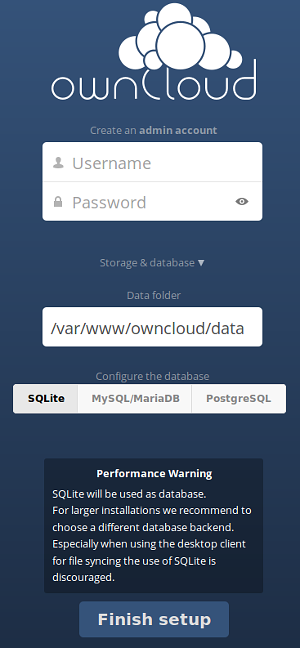 ownCloud
Create an admin account
Username
Password
Storage & database ▼
Data folder
/var/www/owncloud/data
Configure the database
SQLite MySQL/MariaDB PostgreSQL
Performance Warning
SQLite will be used as database.
For larger installations we recommend to
choose a different database backend.
Especially when using the desktop client
for file syncing the use of SQLite is
discouraged.
Finish setup